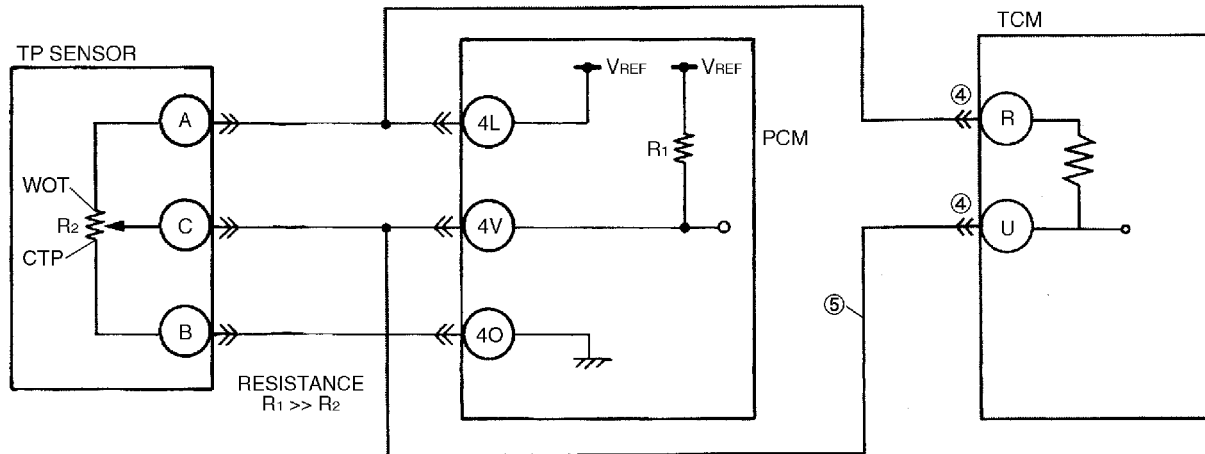 TP SENSOR
TCM
VREF
VREF
A
4L
④
R
R1
PCM
WOT
R2
C
4V
④
U
CTP
⑤
B
4O
RESISTANCE
R1 >> R2